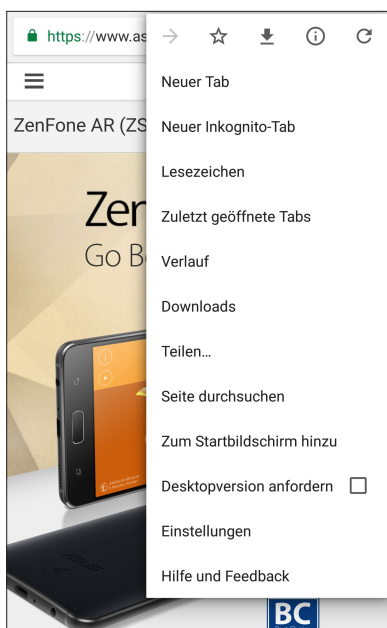 https://www.as
Neuer Tab
ZenFone AR (ZS
Neuer Inkognito-Tab
Lesezeichen
Zuletzt geöffnete Tabs
Zen
Go B
Verlauf
Downloads
Teilen...
Seite durchsuchen
Zum Startbildschirm hinzu
Desktopversion anfordern
Einstellungen
ASUS
Hilfe und Feedback
BC